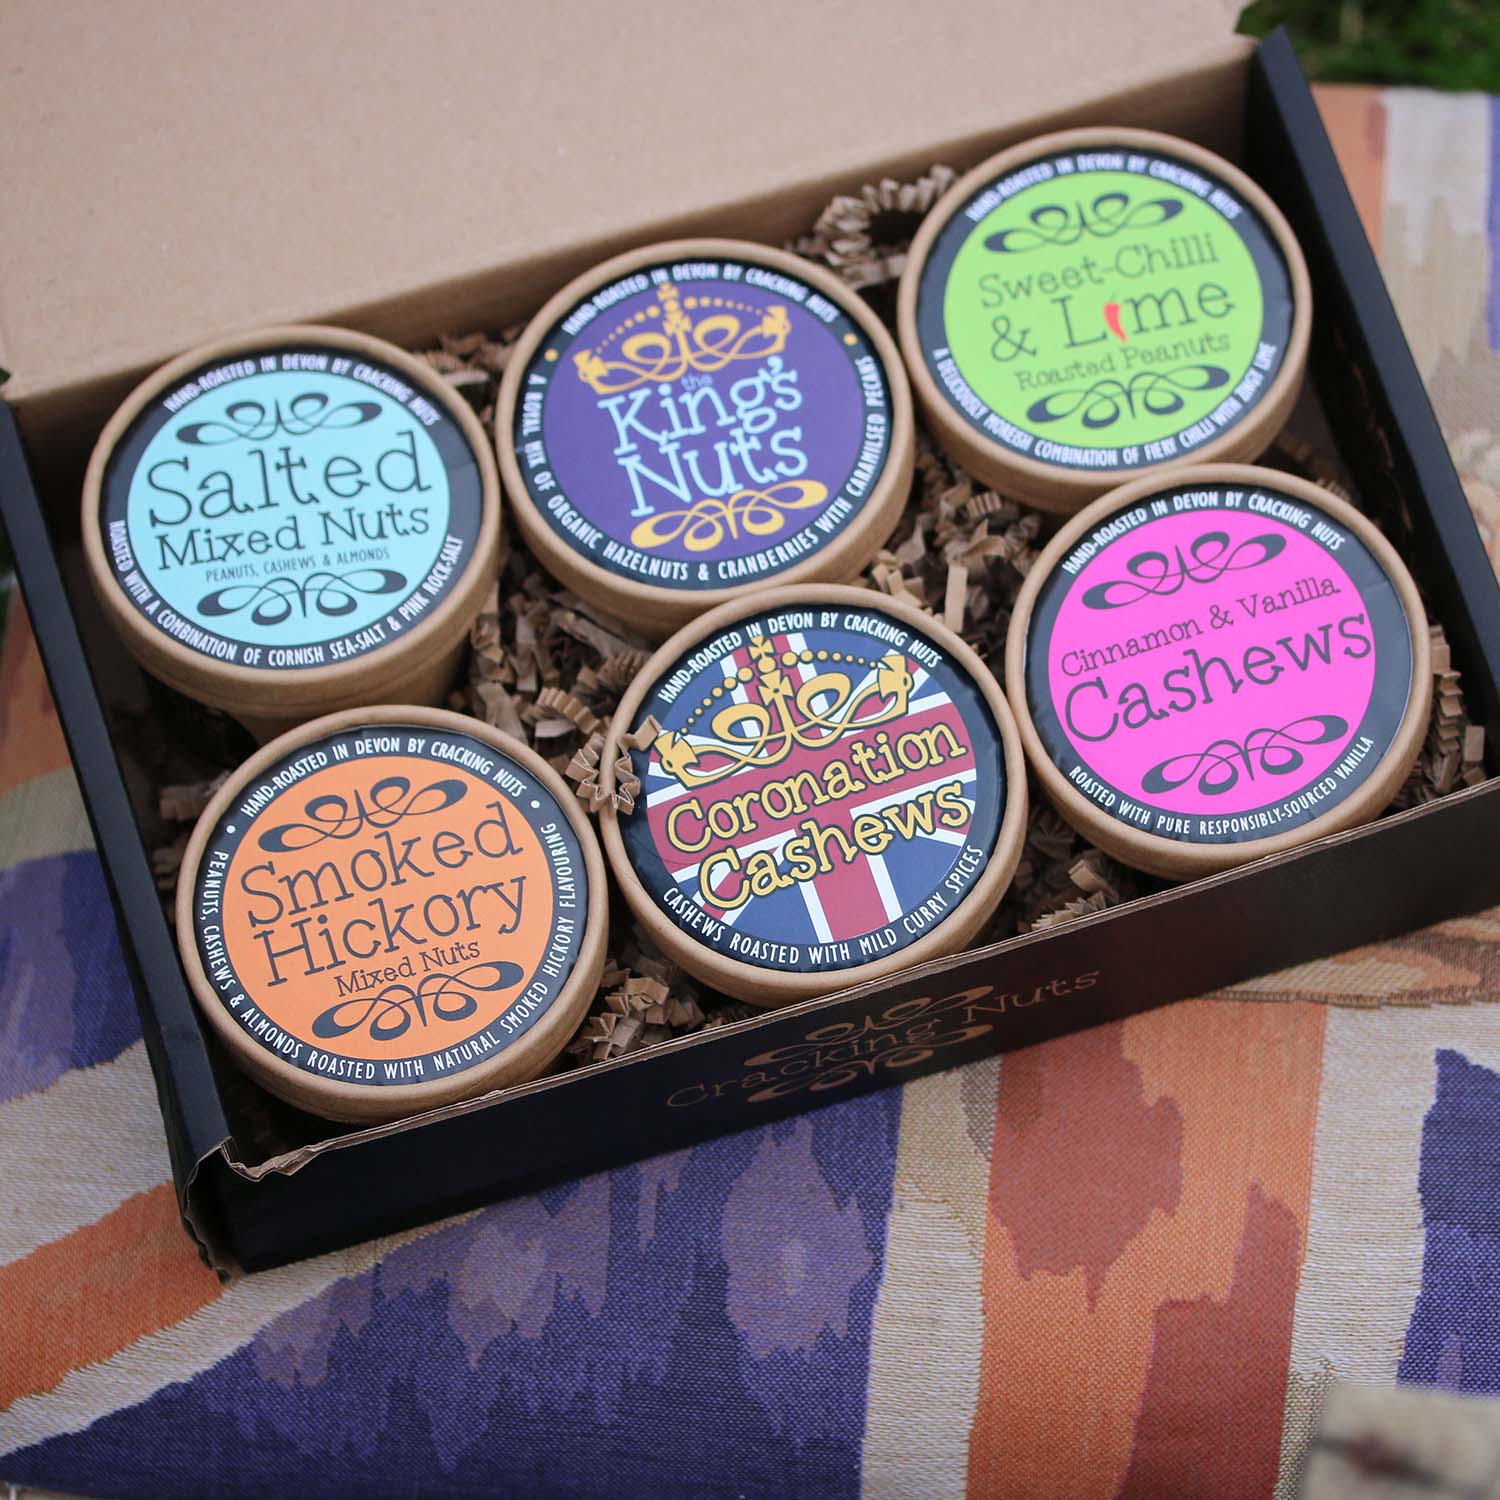 HAND-ROASTED IN DEVON BY CRACKING NUTS
Salted
Mixed Nuts
PEANUTS, CASHEWS & ALMONDS
ROASTED WITH A COMBINATION OF CORNISH SEA-SALT & PINK ROCK-SALT
HAND-ROASTED IN DEVON BY CRACKING NUTS
the
King's
Nuts
A ROYAL MIX OF ORGANIC HAZELNUTS & CRANBERRIES WITH CARAMILSED PECANS
HAND-ROASTED IN DEVON BY CRACKING NUTS
Sweet-Chilli
& Lime
Roasted Peanuts
A DELICIOUSLY MOREISH COMBINATION OF FIERY CHILLI WITH ZINGY LIME
HAND-ROASTED IN DEVON BY CRACKING NUTS
Smoked
Hickory
Mixed Nuts
PEANUTS, CASHEWS & ALMONDS ROASTED WITH NATURAL SMOKED HICKORY FLAVOURING
HAND-ROASTED IN DEVON BY CRACKING NUTS
Coronation
Cashews
CASHEWS ROASTED WITH MILD CURRY SPICES
HAND-ROASTED IN DEVON BY CRACKING NUTS
Cinnamon & Vanilla
Cashews
ROASTED WITH PURE RESPONSIBLY-SOURCED VANILLA
Cracking Nuts